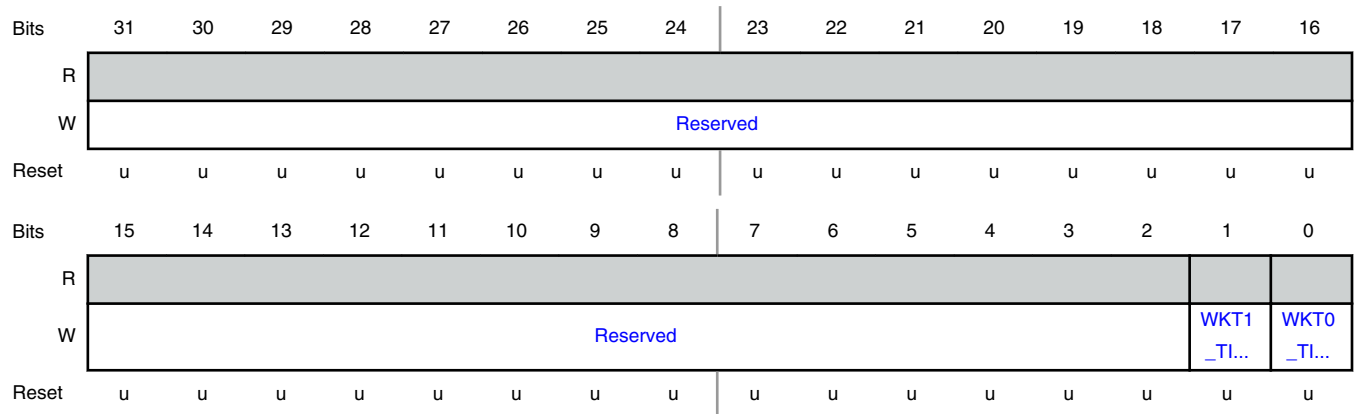 Bits 31 30 29 28 27 26 25 24 23 22 21 20 19 18 17 16
R
W Reserved
Reset u u u u u u u u u u u u u u u u
Bits 15 14 13 12 11 10 9 8 7 6 5 4 3 2 1 0
R
W Reserved WKT1 _TI... WKT0 _TI...
Reset u u u u u u u u u u u u u u u u